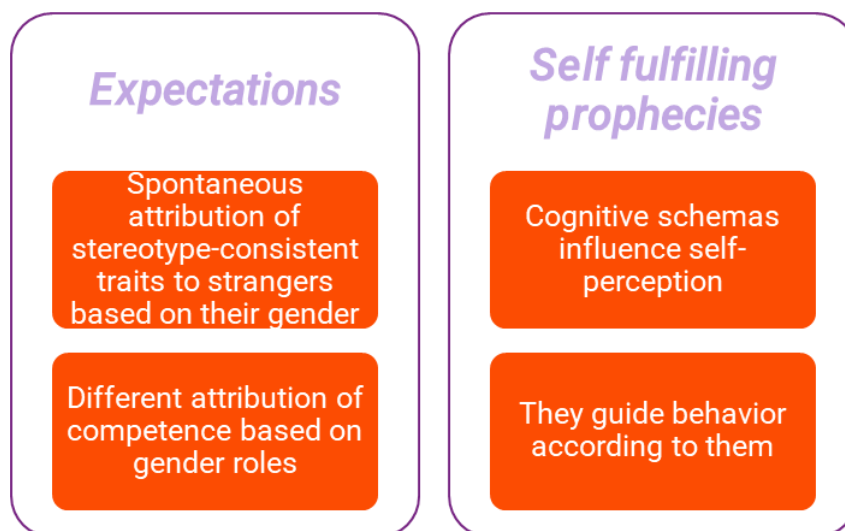 Expectations
Spontaneous
attribution of
stereotype-consistent
traits to strangers
based on their gender
Different attribution of
competence based on
gender roles
Self fulfilling
prophecies
Cognitive schemas
influence self-
perception
They guide behavior
according to them